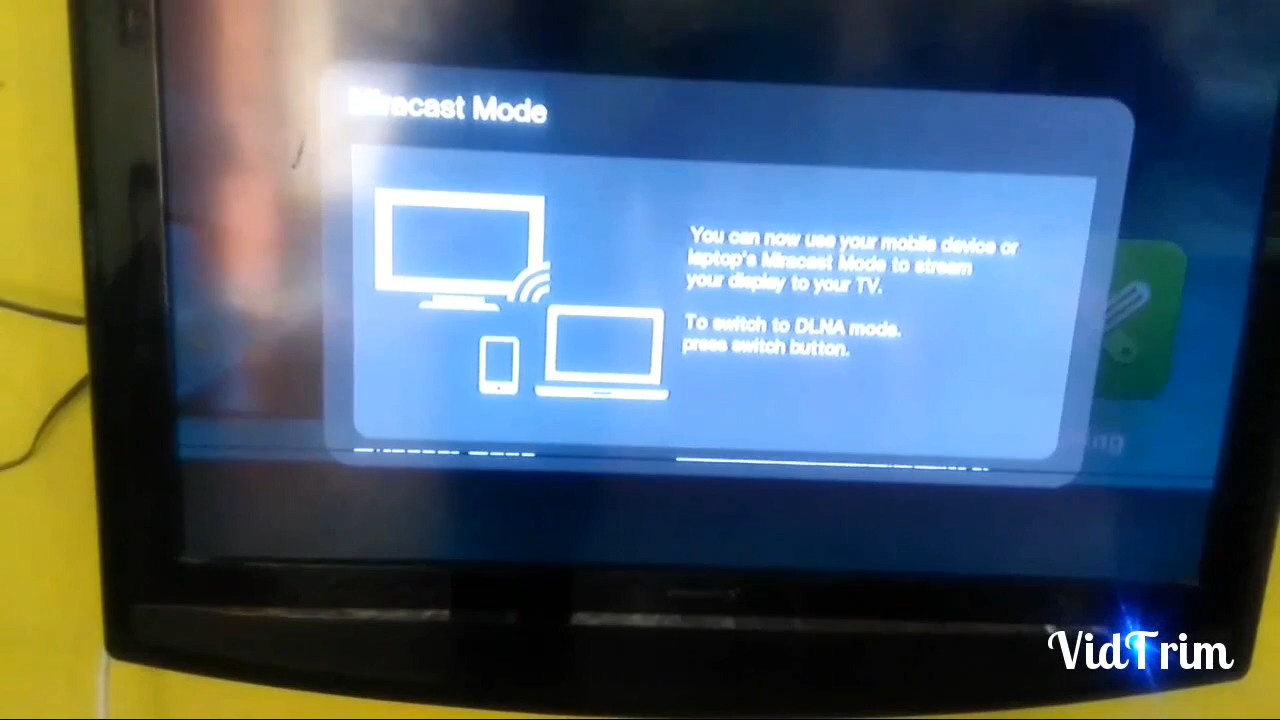 Miracast Mode
You can now use your mobile device or
laptop's Miracast Mode to stream
your display to your TV.
To switch to DLNA mode.
press switch button.
VidTrim